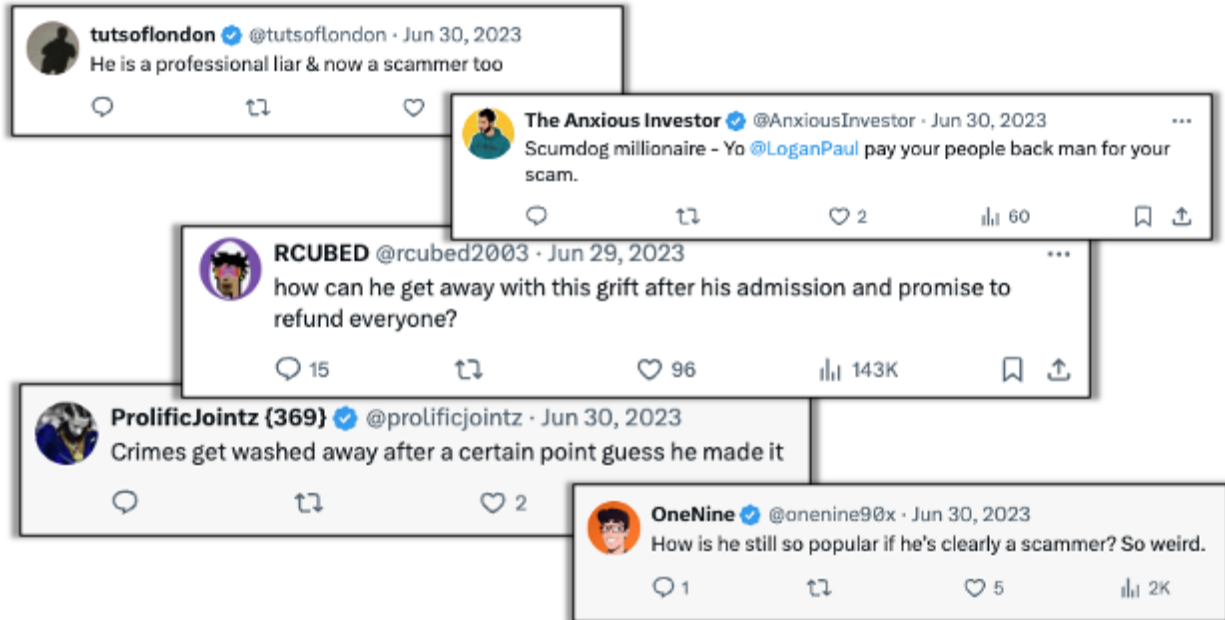 tutsoflondon @tutsoflondon · Jun 30, 2023
He is a professional liar & now a scammer too
The Anxious Investor @AnxiousInvestor · Jun 30, 2023
Scumdog millionaire - Yo @LoganPaul pay your people back man for your
scam.
2 60
RCUBED @rcubed2003 · Jun 29, 2023
how can he get away with this grift after his admission and promise to
refund everyone?
15 96 143K
ProlificJointz {369} @prolificjointz · Jun 30, 2023
Crimes get washed away after a certain point guess he made it
2
OneNine @onenine90x · Jun 30, 2023
How is he still so popular if he's clearly a scammer? So weird.
1 5 2K